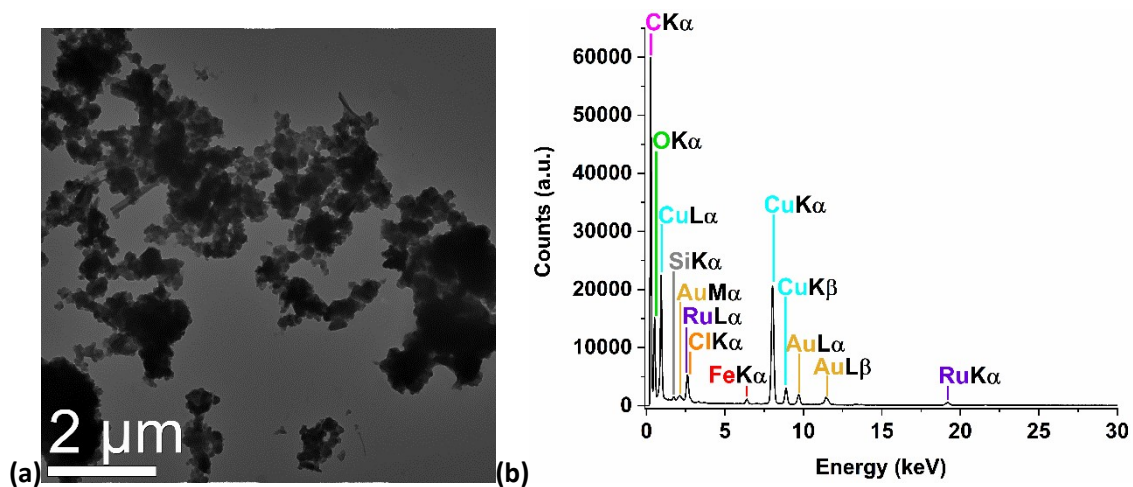 2 μm
(a)
(b)
CKα
OKα
CuLα
SiKα
AuMα
RuLα
ClKα
FeKα
CuKα
CuKβ
AuLα
AuLβ
RuKα
Counts (a.u.)
60000
50000
40000
30000
20000
10000
0
0 5 10 15 20 25 30
Energy (keV)